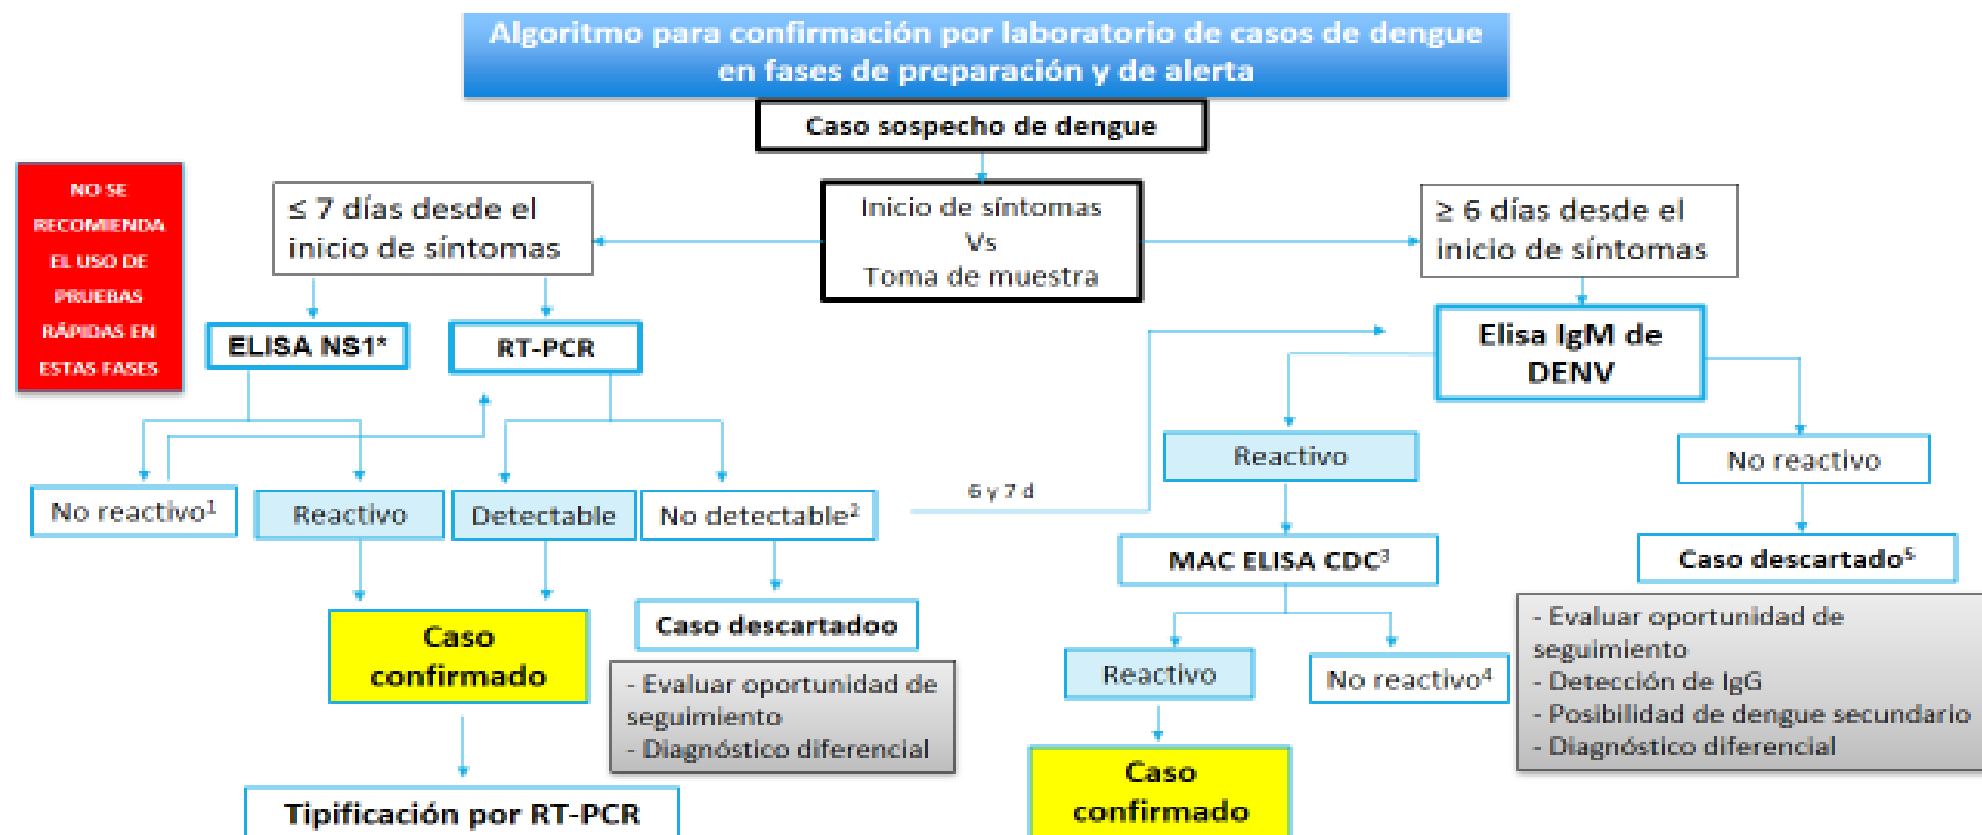 Algoritmo para confirmación por laboratorio de casos de dengue
en fases de preparación y de alerta
Caso sospecho de dengue
NO SE
RECOMIENDA
EL USO DE
PRUEBAS
RÁPIDAS EN
ESTAS FASES
≤ 7 días desde el
inicio de síntomas
Inicio de síntomas
Vs
Toma de muestra
≥ 6 días desde el
inicio de síntomas
ELISA NS1*
RT-PCR
Elisa IgM de
DENV
No reactivo¹
Reactivo
Detectable
No detectable²
6 y 7 d
Reactivo
No reactivo
MAC ELISA CDC³
Caso descartado⁵
Caso
confirmado
Caso descartadoo
- Evaluar oportunidad de
seguimiento
- Diagnóstico diferencial
Reactivo
No reactivo⁴
- Evaluar oportunidad de
seguimiento
- Detección de IgG
- Posibilidad de dengue secundario
- Diagnóstico diferencial
Tipificación por RT-PCR
Caso
confirmado